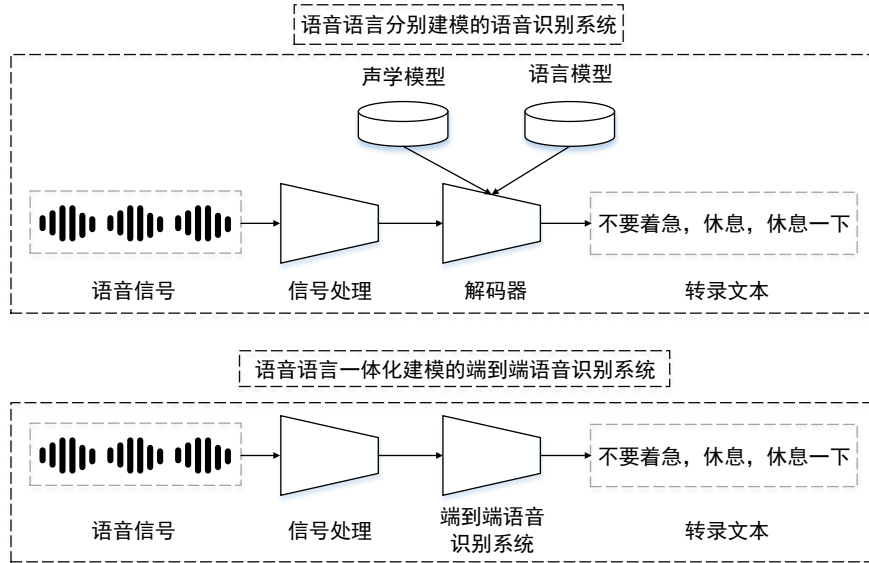 语音语言分别建模的语音识别系统
声学模型
语言模型
不要着急，休息，休息一下
语音信号
信号处理
解码器
转录文本
语音语言一体化建模的端到端语音识别系统
不要着急，休息，休息一下
语音信号
信号处理
端到端语音
识别系统
转录文本